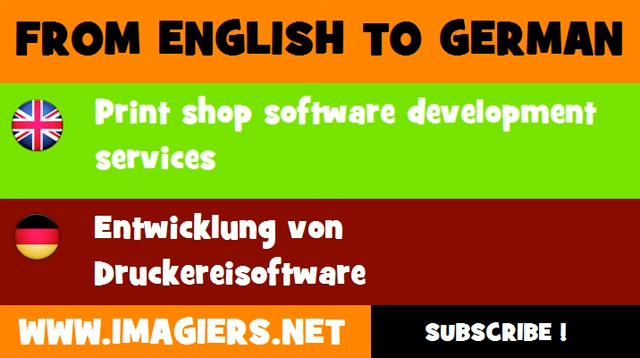 FROM ENGLISH TO GERMAN
Print shop software development
services
Entwicklung von
Druckereisoftware
WWW.IMAGIERS.NET
SUBSCRIBE !